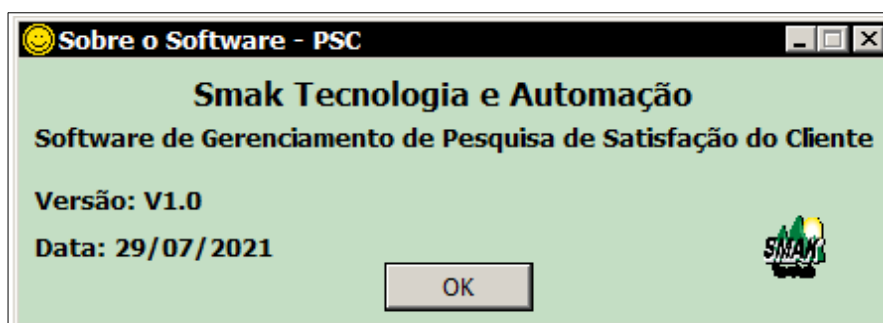 Sobre o Software - PSC
Smak Tecnologia e Automação
Software de Gerenciamento de Pesquisa de Satisfação do Cliente
Versão: V1.0
Data: 29/07/2021
SMAK
OK